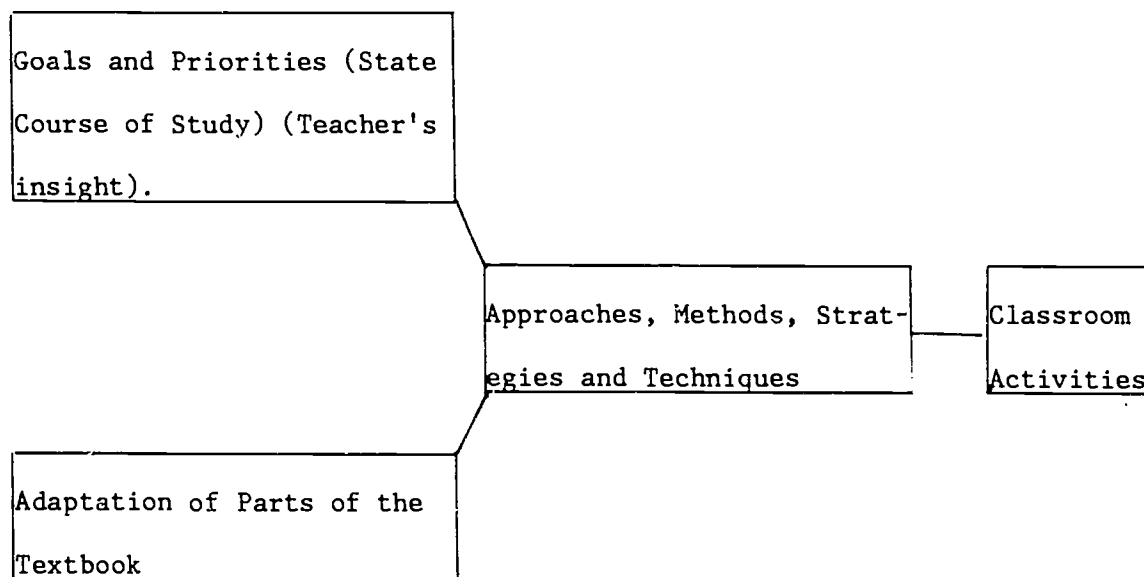 Goals and Priorities (State
Course of Study) (Teacher's
insight).
Approaches, Methods, Strat-
egies and Techniques
Classroom
Activities
Adaptation of Parts of the
Textbook